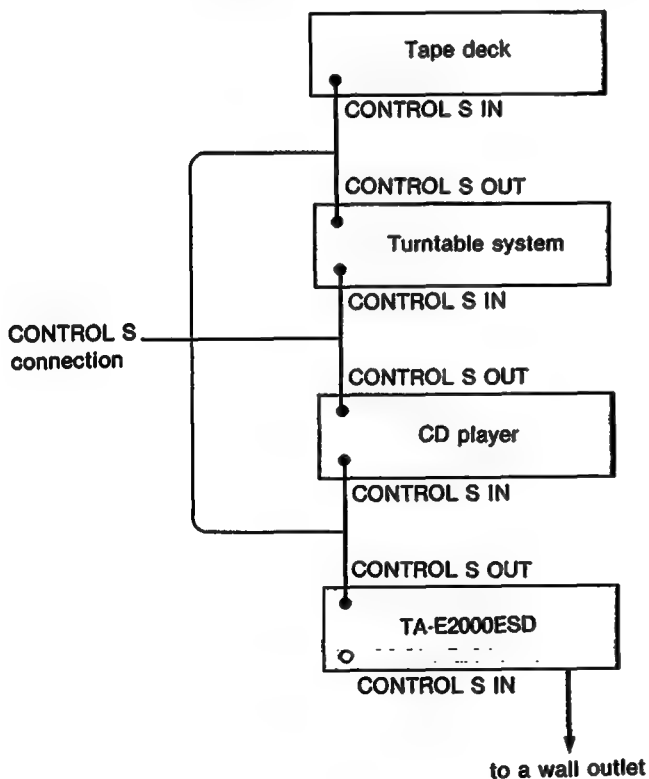 Tape deck
CONTROL S IN
CONTROL S OUT
Turntable system
CONTROL S IN
CONTROL S
connection
CONTROL S OUT
CD player
CONTROL S IN
CONTROL S OUT
TA-E2000ESD
CONTROL S IN
to a wall outlet